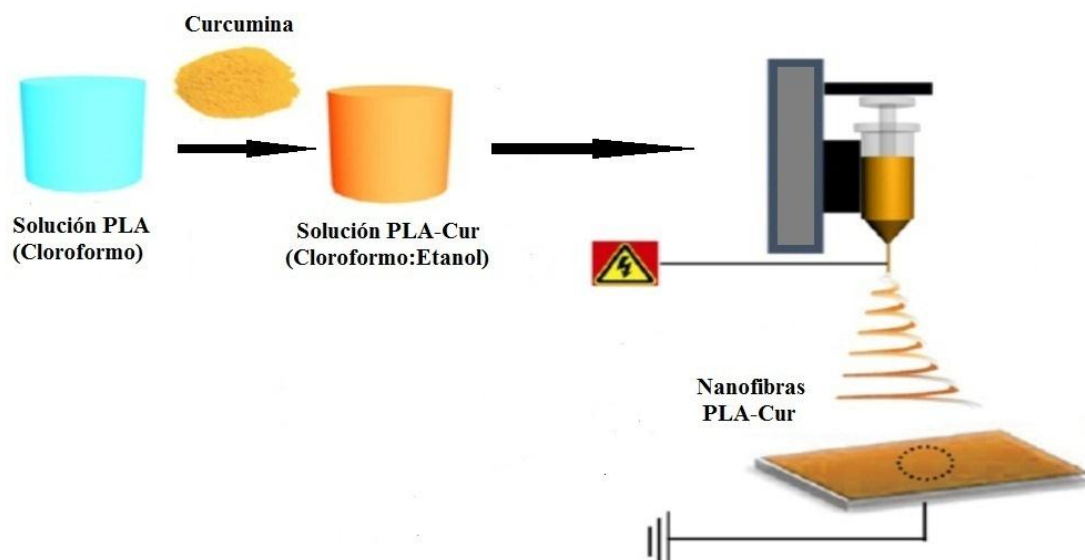 Curcumina
Solución PLA
(Cloroformo)
Solución PLA-Cur
(Cloroformo:Etanol)
Nanofibras
PLA-Cur